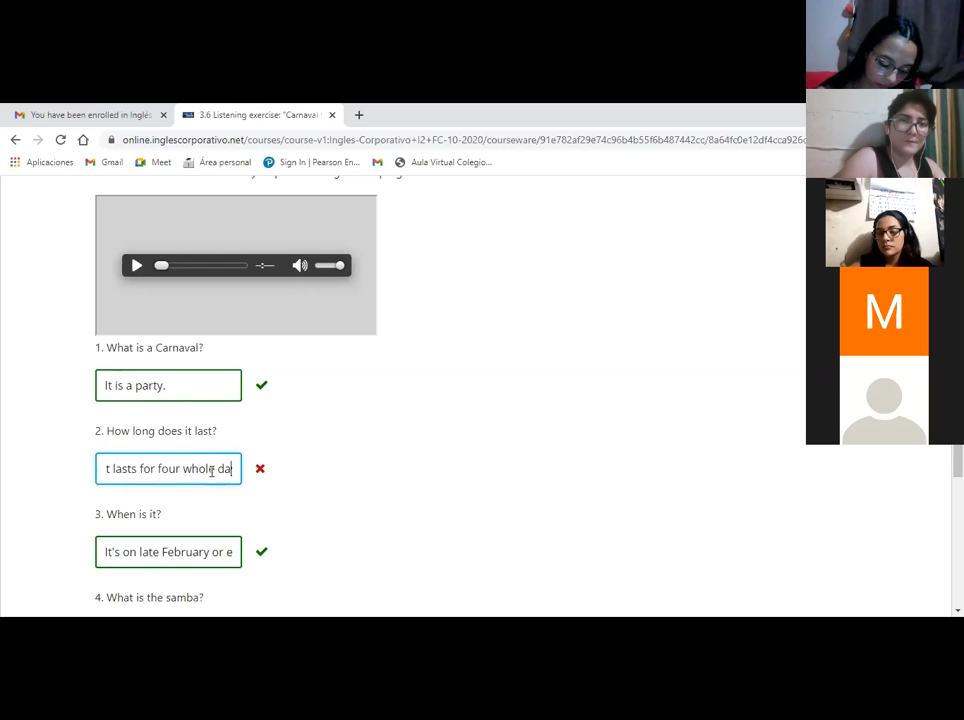 You have been enrolled in Inglés
3.6 Listening exercise: "Carnaval
online.inglescorporativo.net/courses/course-v1:Ingles-Corporativo+I2+FC-10-2020/courseware/91e782af29e74c96b4b55f6b487442cc/8a64fc0e12df4cca926c
Aplicaciones Gmail Meet Área personal Sign In | Pearson En... Aula Virtual Colegio...
1. What is a Carnaval?
It is a party.
2. How long does it last?
t lasts for four whole da
3. When is it?
It's on late February or e
4. What is the samba?
M